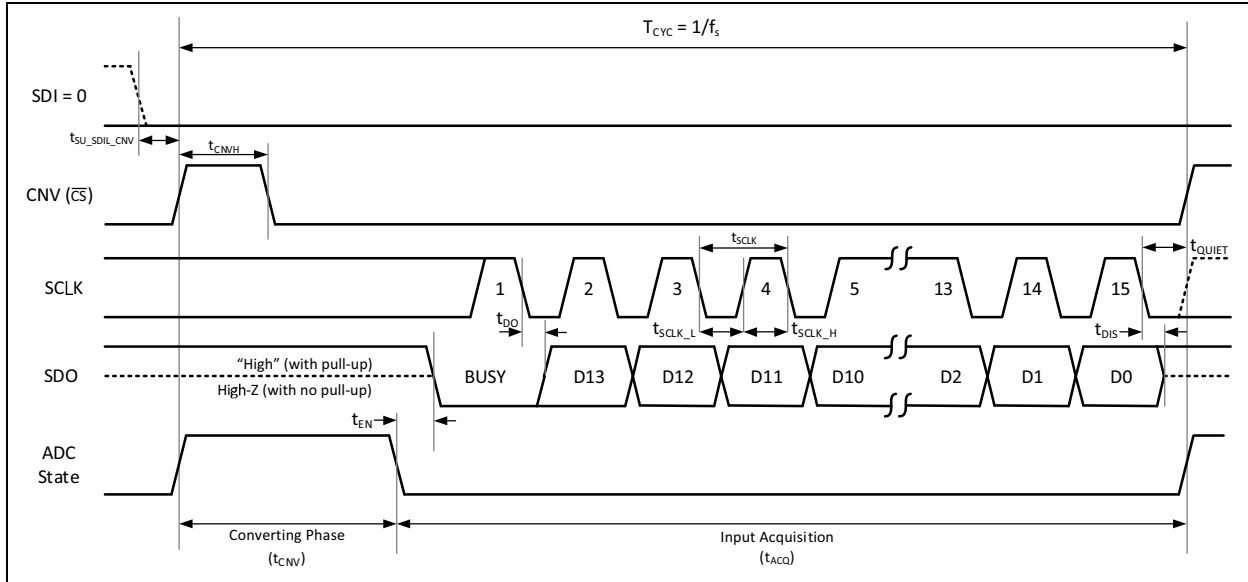 T_CYC = 1/f_s
SDI = 0
t_SU_SDIL_CNV
t_CNVH
CNV (C̅S̅)
t_SCLK
t_QUIET
SCLK
1 2 3 4 5 13 14 15
t_DO
t_SCLK_L
t_SCLK_H
t_DIS
SDO
"High" (with pull-up)
High-Z (with no pull-up)
BUSY D13 D12 D11 D10 D2 D1 D0
t_EN
ADC
State
Converting Phase
(t_CNV)
Input Acquisition
(t_ACQ)